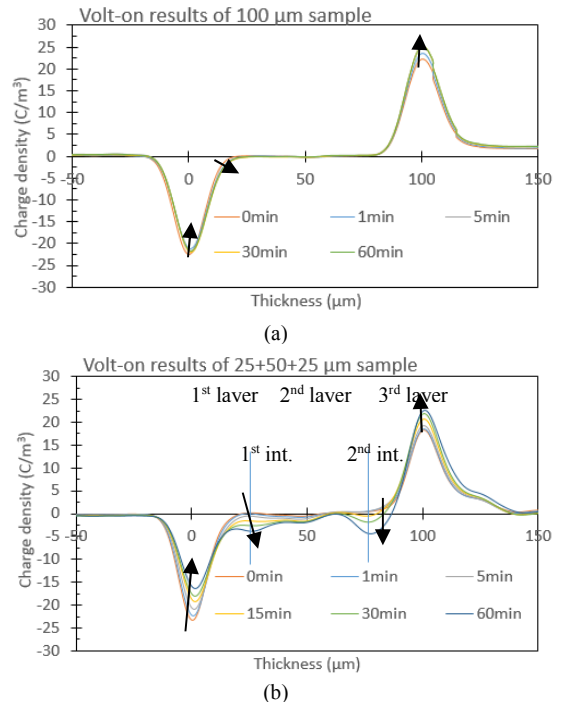 Volt-on results of 100 µm sample
Charge density (C/m³)
30
25
20
15
10
5
0
-5
-10
-15
-20
-25
-30
-50 0 50 100 150
0min 1min 5min
30min 60min
Thickness (µm)
(a)
Volt-on results of 25+50+25 µm sample
Charge density (C/m³)
30
25
20
15
10
5
0
-5
-10
-15
-20
-25
-30
1st laver 2nd laver 3rd laver
1st int. 2nd int.
-50 0 50 100 150
0min 1min 5min
15min 30min 60min
Thickness (µm)
(b)